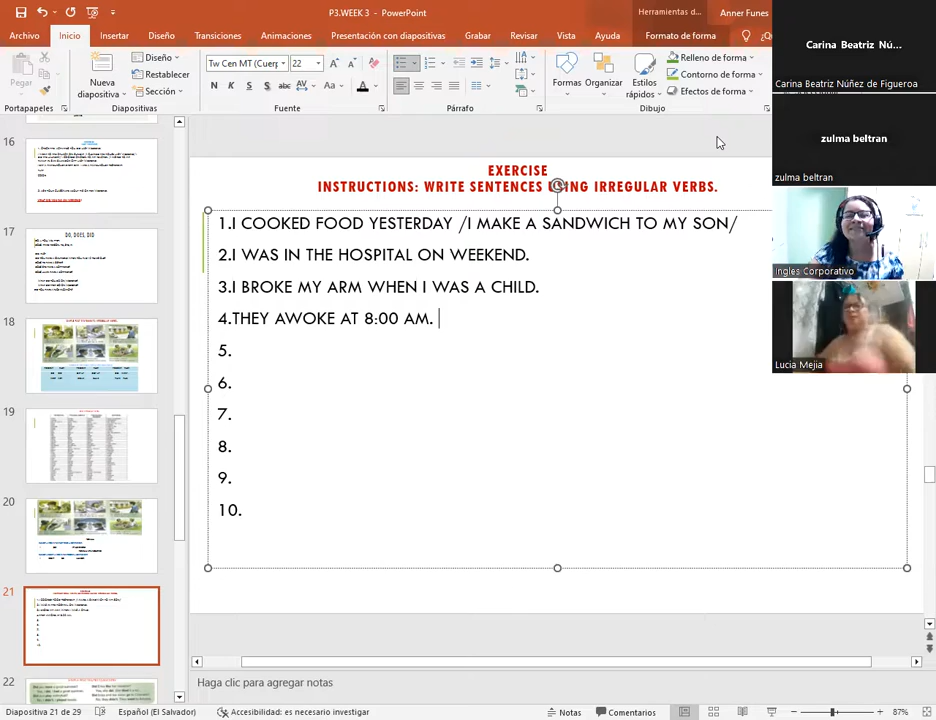 P3.WEEK 3 - PowerPoint
Herramientas d...
Anner Funes
Archivo
Inicio
Insertar
Diseño
Transiciones
Animaciones
Presentación con diapositivas
Grabar
Revisar
Vista
Ayuda
Formato de forma
Pegar
Nueva diapositiva
Diseño
Restablecer
Sección
Tw Cen MT (Cuerp
22
N K S S abc AV Aa A
Formas
Organizar
Estilos rápidos
Relleno de forma
Contorno de forma
Efectos de forma
Portapapeles
Diapositivas
Fuente
Párrafo
Dibujo
Carina Beatriz Nú...
Carina Beatriz Núñez de Figueroa
zulma beltran
zulma beltran
Ingles Corporativo
Lucia Mejia
16
17
DO, DOES, DID
18
19
20
21
22
EXERCISE
INSTRUCTIONS: WRITE SENTENCES USING IRREGULAR VERBS.
1.I COOKED FOOD YESTERDAY /I MAKE A SANDWICH TO MY SON/
2.I WAS IN THE HOSPITAL ON WEEKEND.
3.I BROKE MY ARM WHEN I WAS A CHILD.
4.THEY AWOKE AT 8:00 AM.
5.
6.
7.
8.
9.
10.
Haga clic para agregar notas
Diapositiva 21 de 29
Español (El Salvador)
Accesibilidad: es necesario investigar
Notas
Comentarios
87%